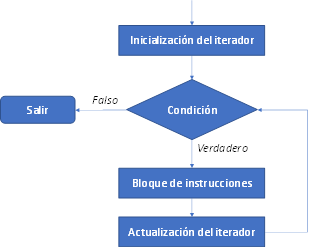 Inicialización del iterador
Condición
Falso
Salir
Verdadero
Bloque de instrucciones
Actualización del iterador